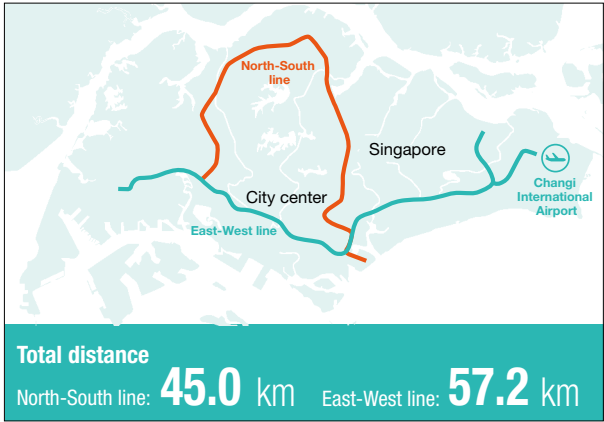 North-South
line
Singapore
City center
Changi
International
Airport
East-West line
Total distance
North-South line: 45.0 km East-West line: 57.2 km